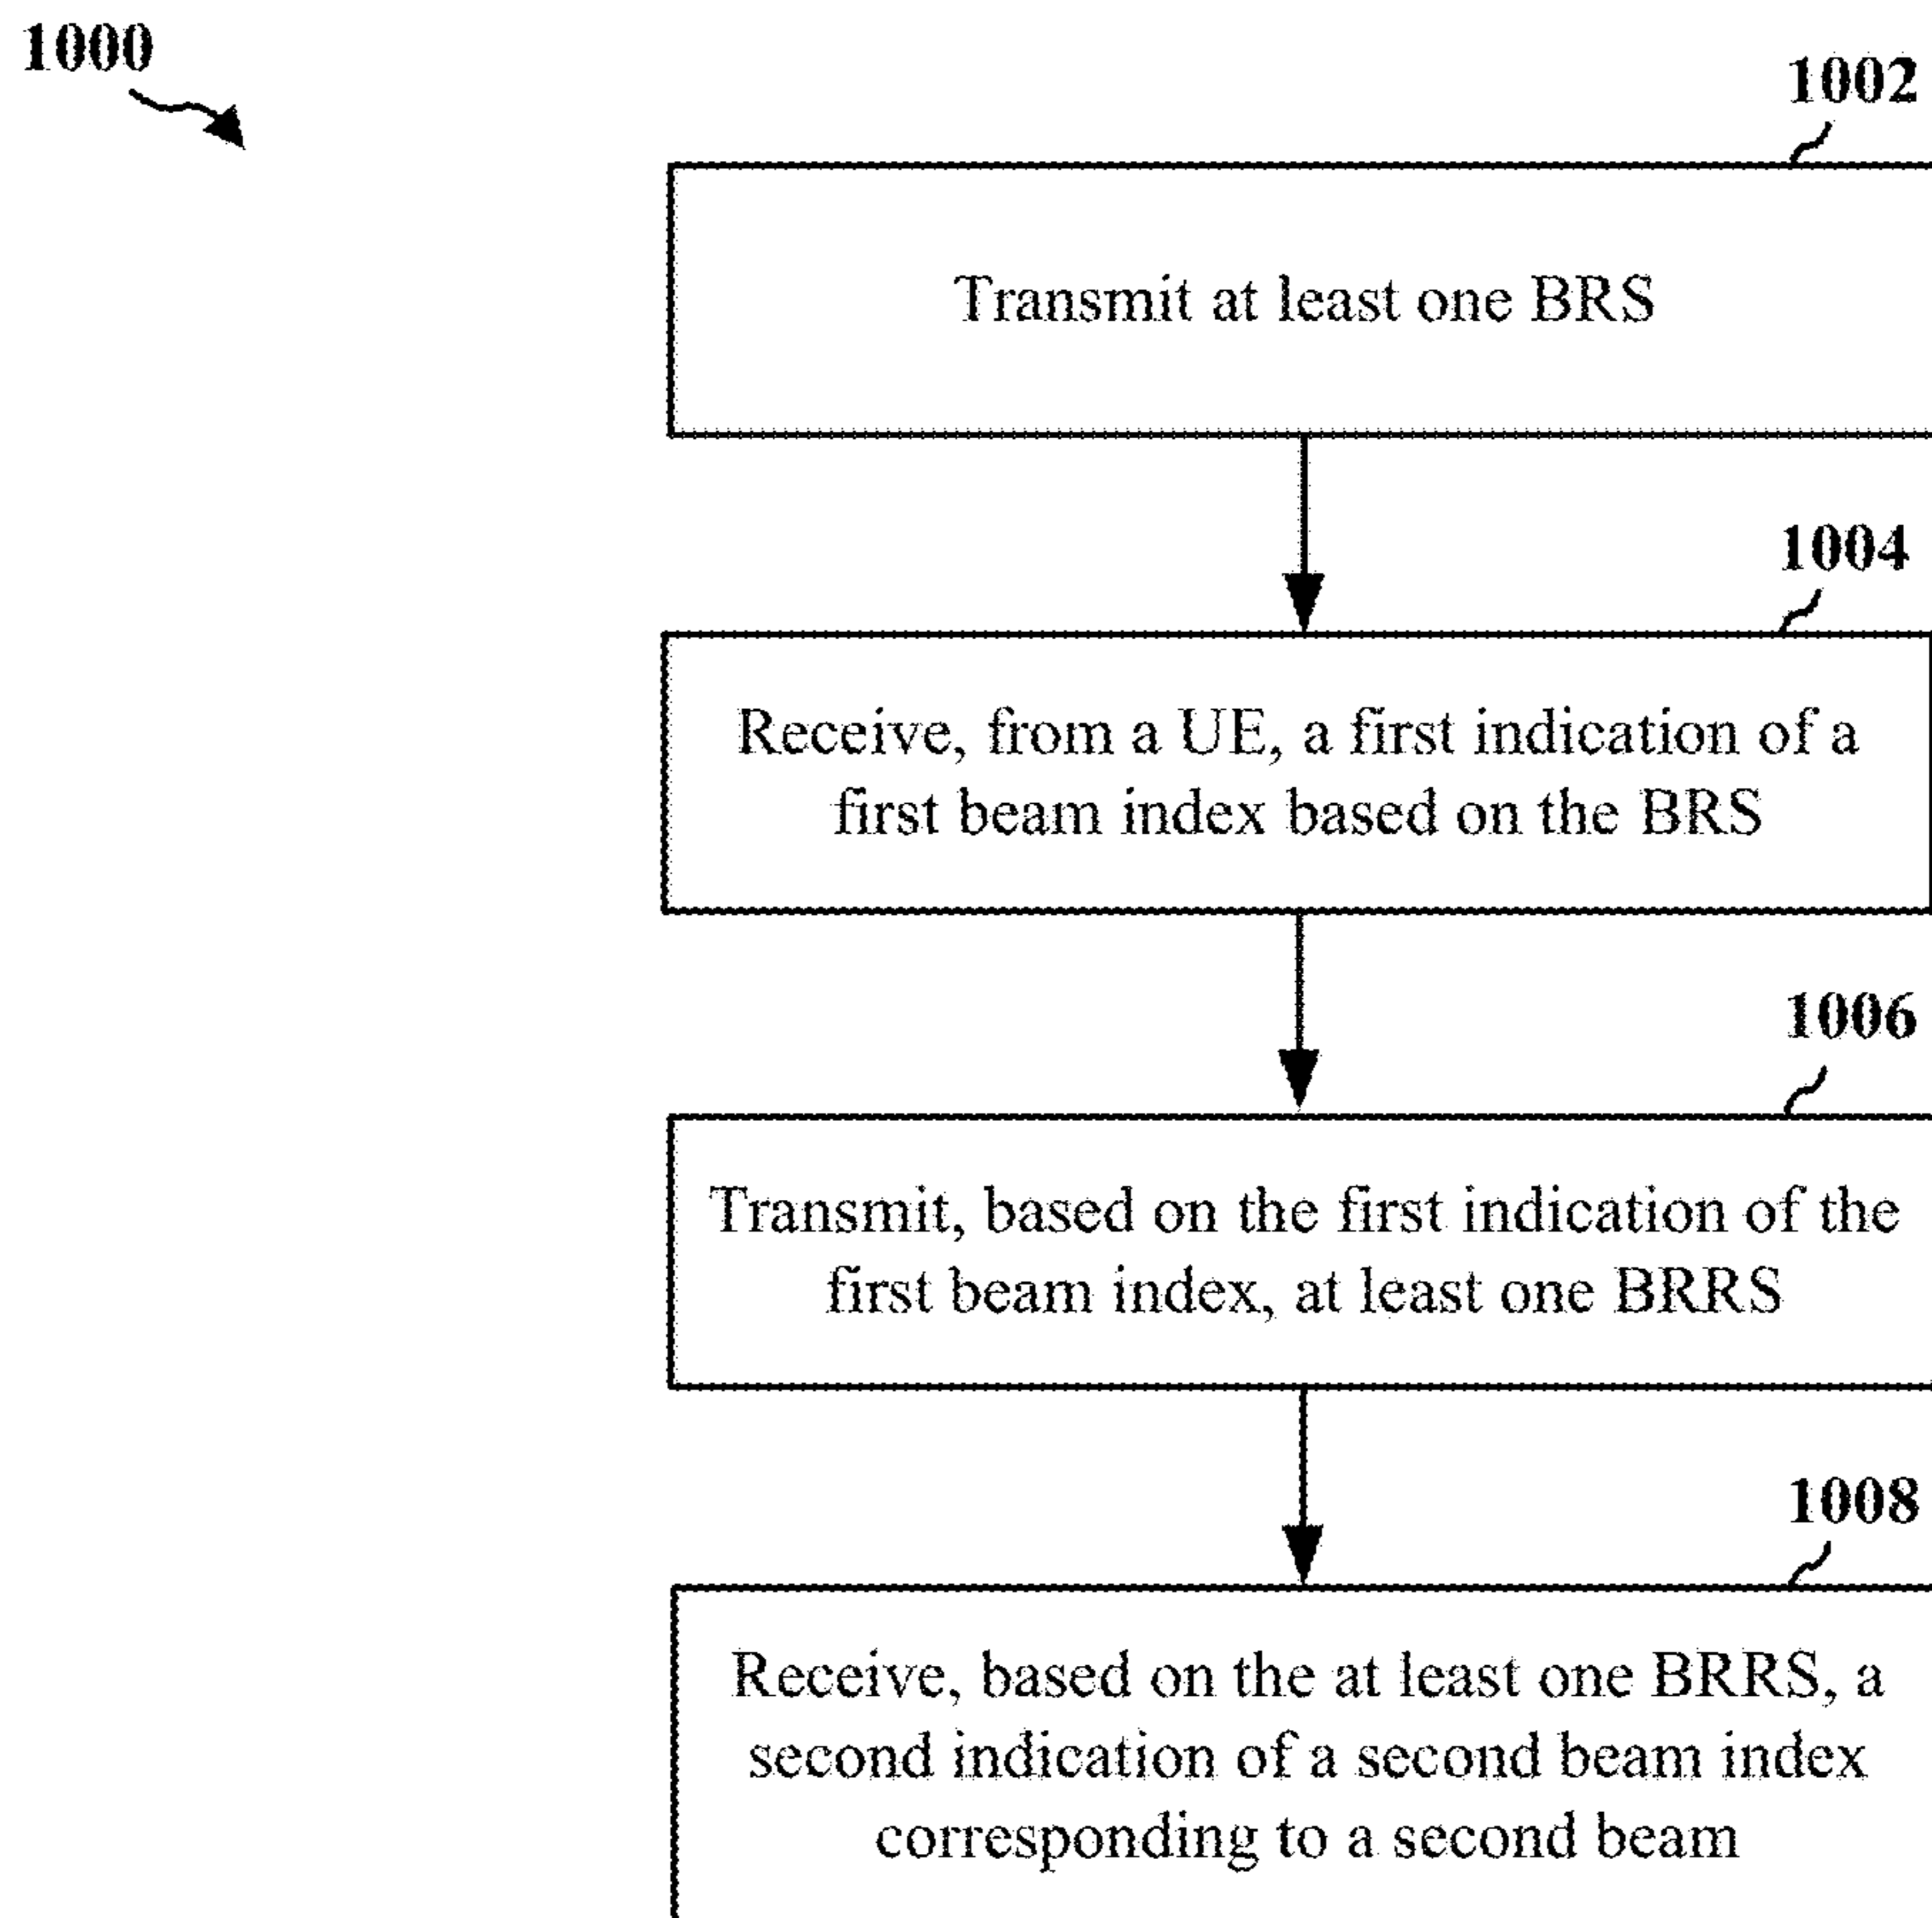 1000
1002
Transmit at least one BRS
1004
Receive, from a UE, a first indication of a
first beam index based on the BRS
1006
Transmit, based on the first indication of the
first beam index, at least one BRRS
1008
Receive, based on the at least one BRRS, a
second indication of a second beam index
corresponding to a second beam